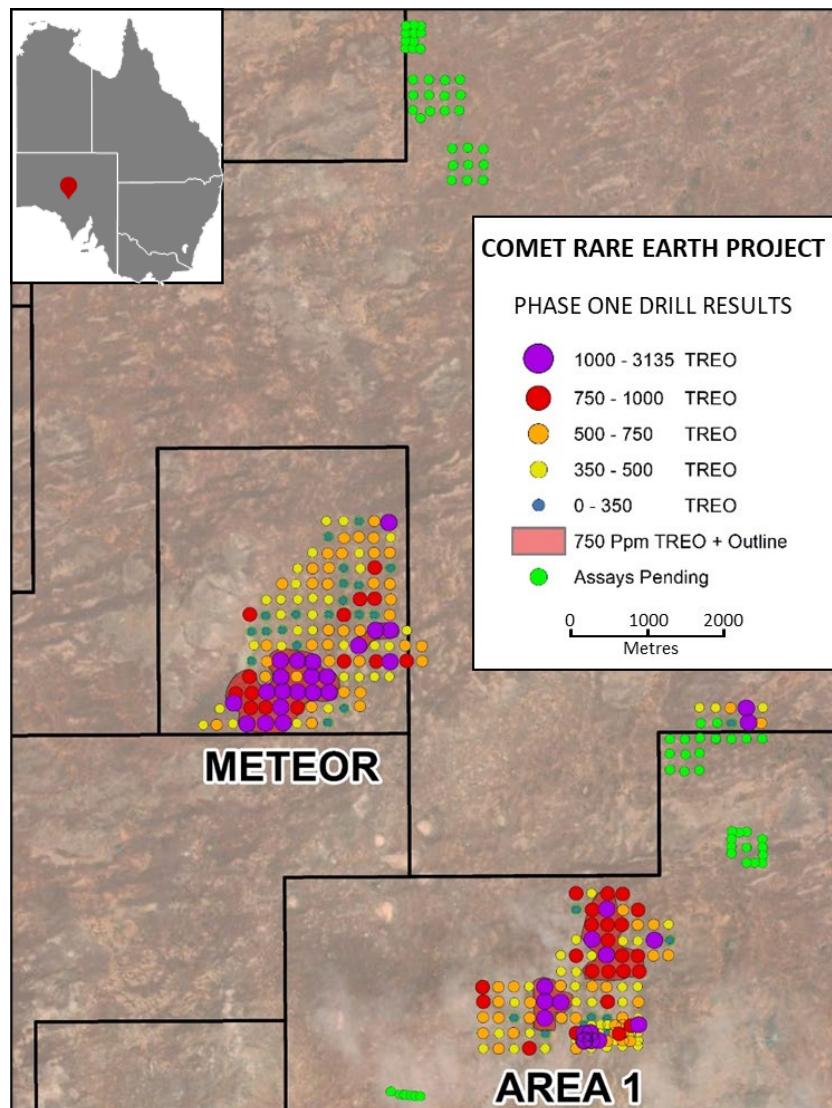 COMET RARE EARTH PROJECT
PHASE ONE DRILL RESULTS
1000 - 3135 TREO
750 - 1000 TREO
500 - 750 TREO
350 - 500 TREO
0 - 350 TREO
750 Ppm TREO + Outline
Assays Pending
0 1000 2000
Metres
METEOR
AREA 1